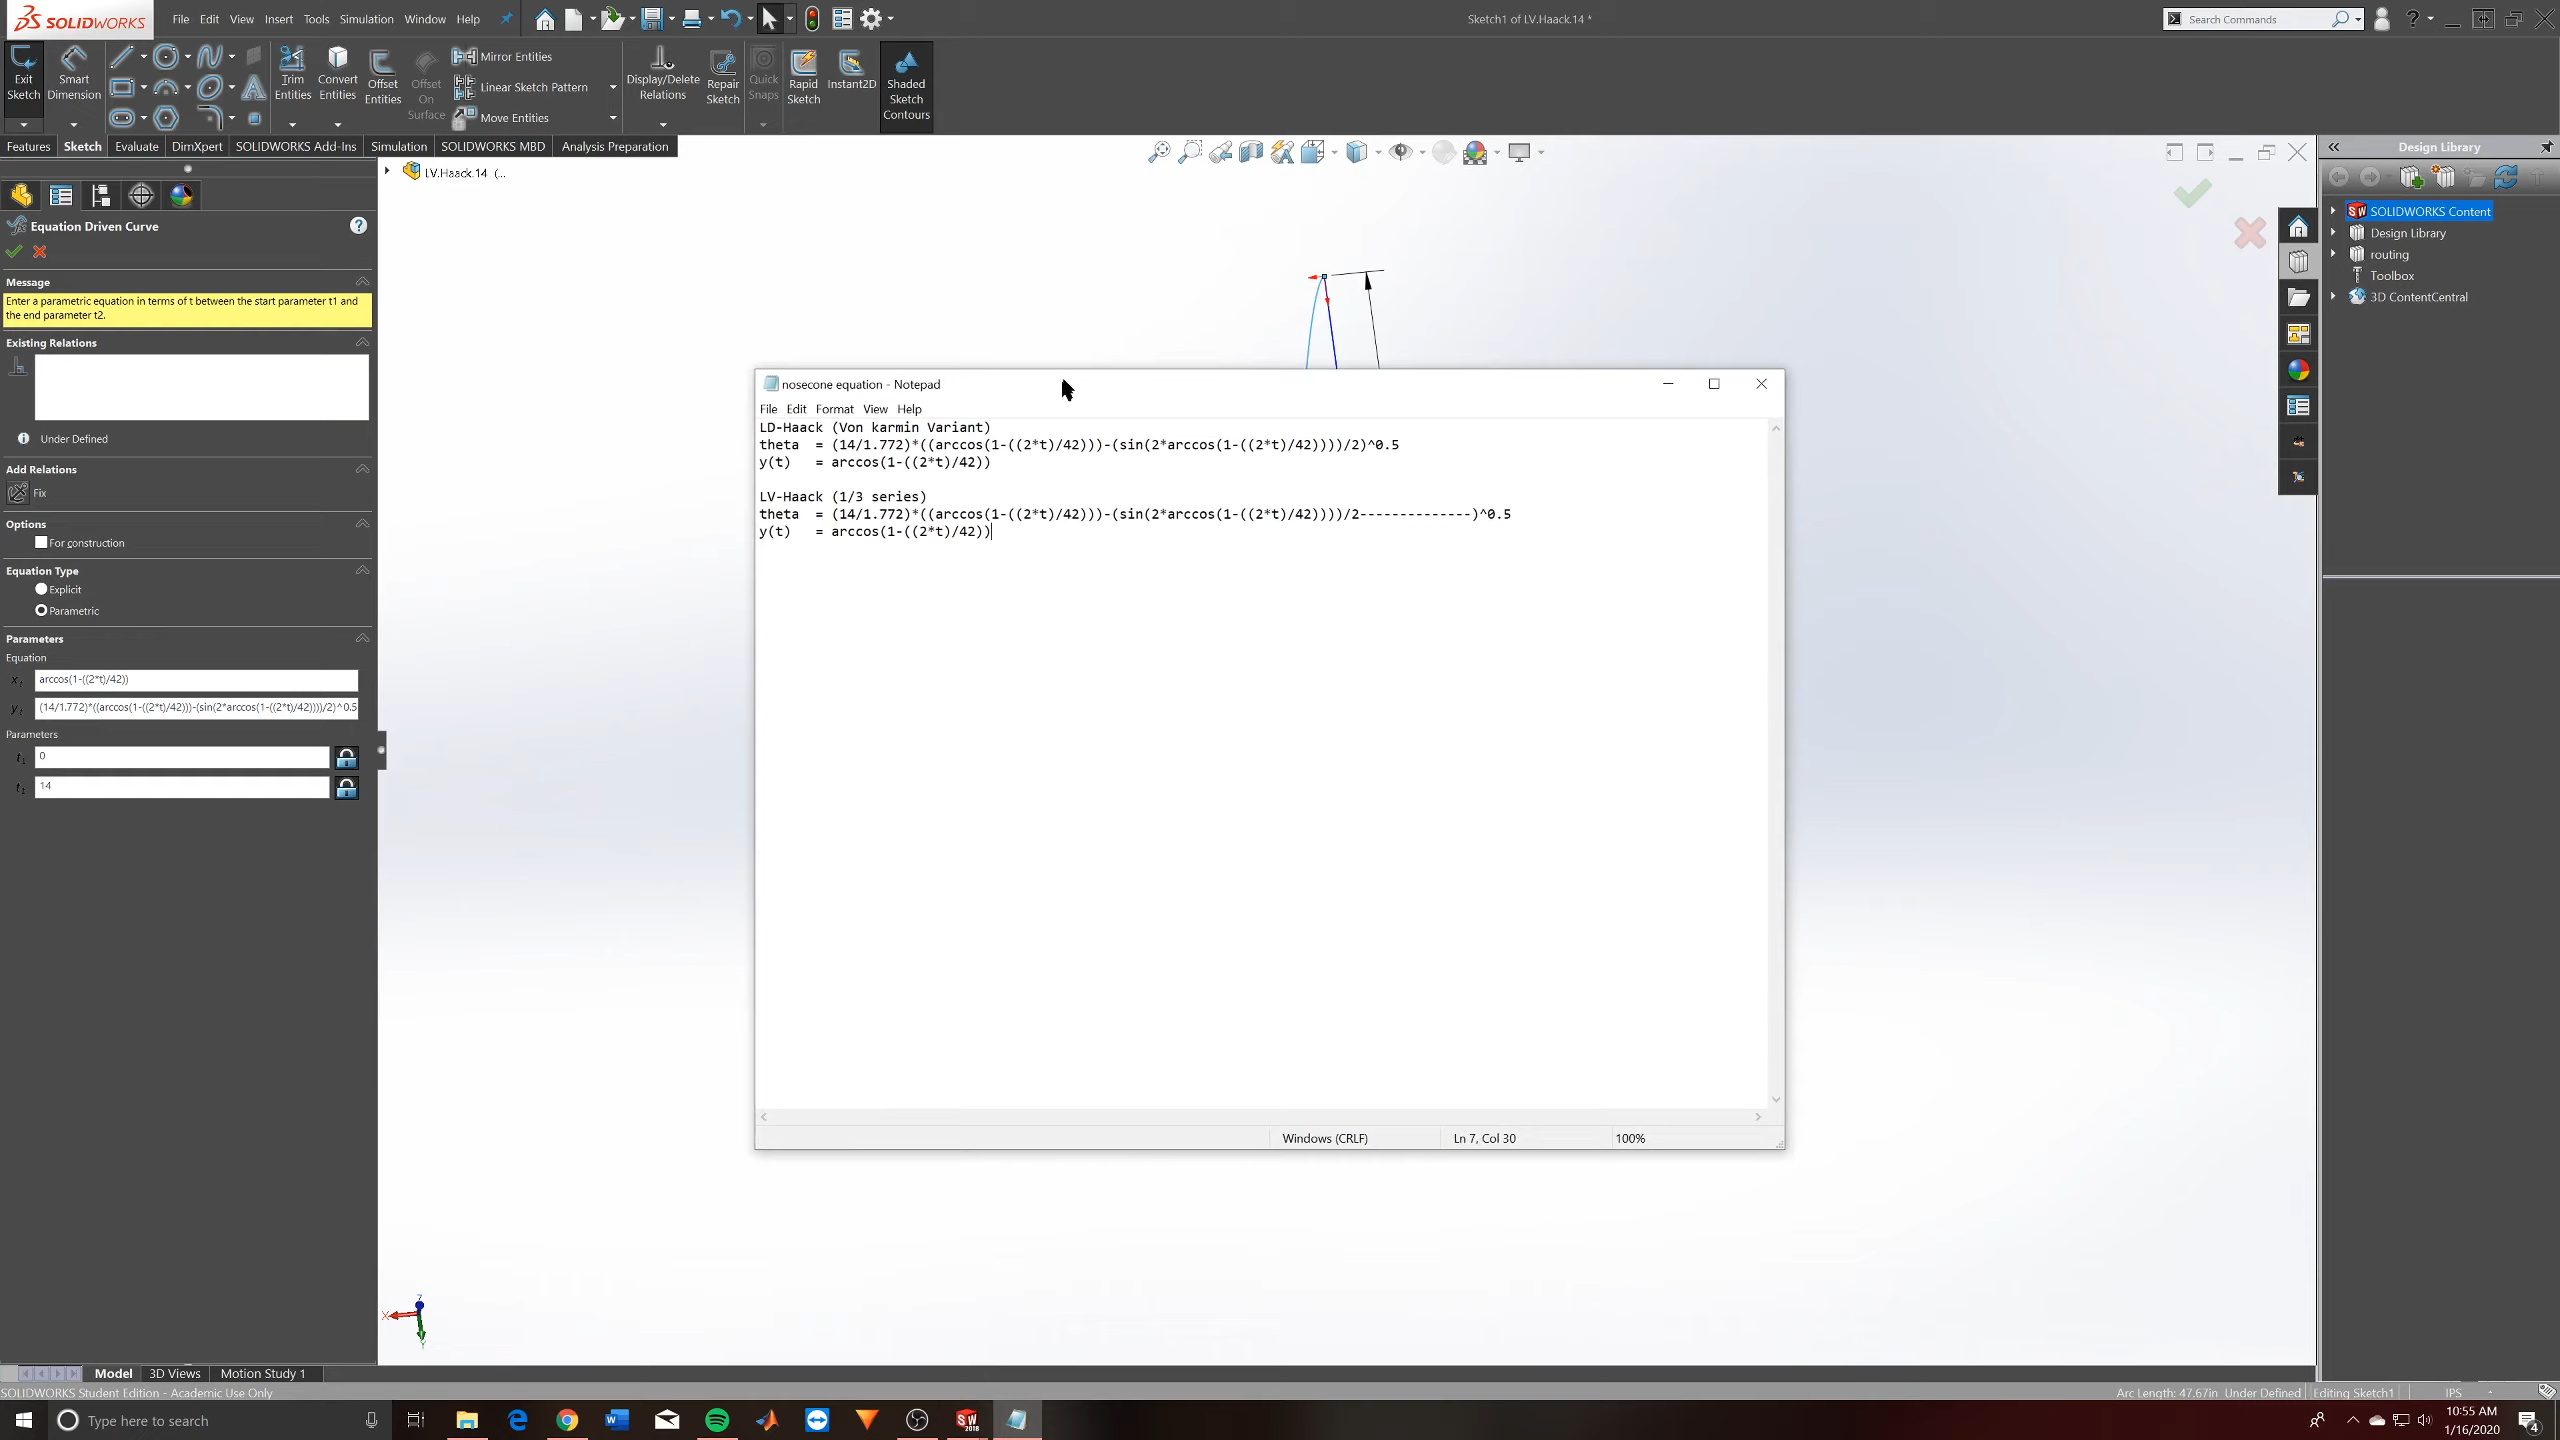 SOLIDWORKS
File Edit View Insert Tools Simulation Window Help
Sketch1 of LV.Haack.14 *
Search Commands
Exit Sketch
Smart Dimension
Trim Entities
Convert Entities
Offset Entities
Offset On Surface
Mirror Entities
Linear Sketch Pattern
Move Entities
Display/Delete Relations
Repair Sketch
Quick Snaps
Rapid Sketch
Instant2D
Shaded Sketch Contours
Features Sketch Evaluate DimXpert SOLIDWORKS Add-Ins Simulation SOLIDWORKS MBD Analysis Preparation
LV.Haack.14 (...
Equation Driven Curve
Message
Enter a parametric equation in terms of t between the start parameter t1 and
the end parameter t2.
Existing Relations
Under Defined
Add Relations
Fix
Options
For construction
Equation Type
Explicit
Parametric
Parameters
Equation
arccos(1-((2*t)/42))
(14/1.772)*((arccos(1-((2*t)/42)))-(sin(2*arccos(1-((2*t)/42))))/2)^0.5
Parameters
0
14
nosecone equation - Notepad
File Edit Format View Help
LD-Haack (Von karmin Variant)
theta = (14/1.772)*((arccos(1-((2*t)/42)))-(sin(2*arccos(1-((2*t)/42))))/2)^0.5
y(t) = arccos(1-((2*t)/42))
LV-Haack (1/3 series)
theta = (14/1.772)*((arccos(1-((2*t)/42)))-(sin(2*arccos(1-((2*t)/42))))/2--------------)^0.5
y(t) = arccos(1-((2*t)/42))
Windows (CRLF) Ln 7, Col 30 100%
Design Library
SOLIDWORKS Content
Design Library
routing
Toolbox
3D ContentCentral
Model 3D Views Motion Study 1
SOLIDWORKS Student Edition - Academic Use Only
Arc Length: 47.67in Under Defined Editing Sketch1 IPS
Type here to search
10:55 AM
1/16/2020